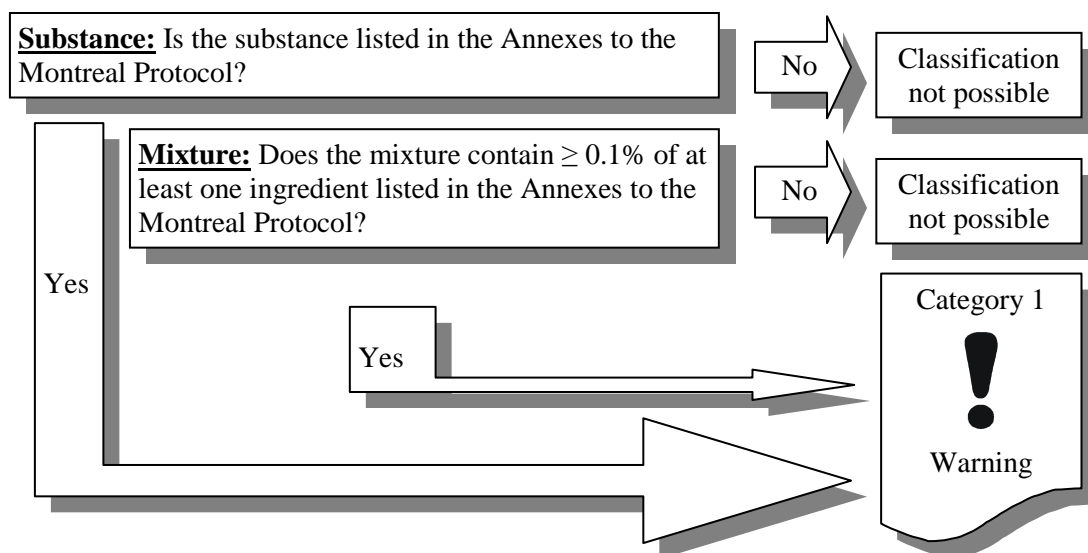 Substance: Is the substance listed in the Annexes to the
Montreal Protocol?
No
Classification
not possible
Mixture: Does the mixture contain ≥ 0.1% of at
least one ingredient listed in the Annexes to the
Montreal Protocol?
No
Classification
not possible
Yes
Yes
Category 1
!
Warning